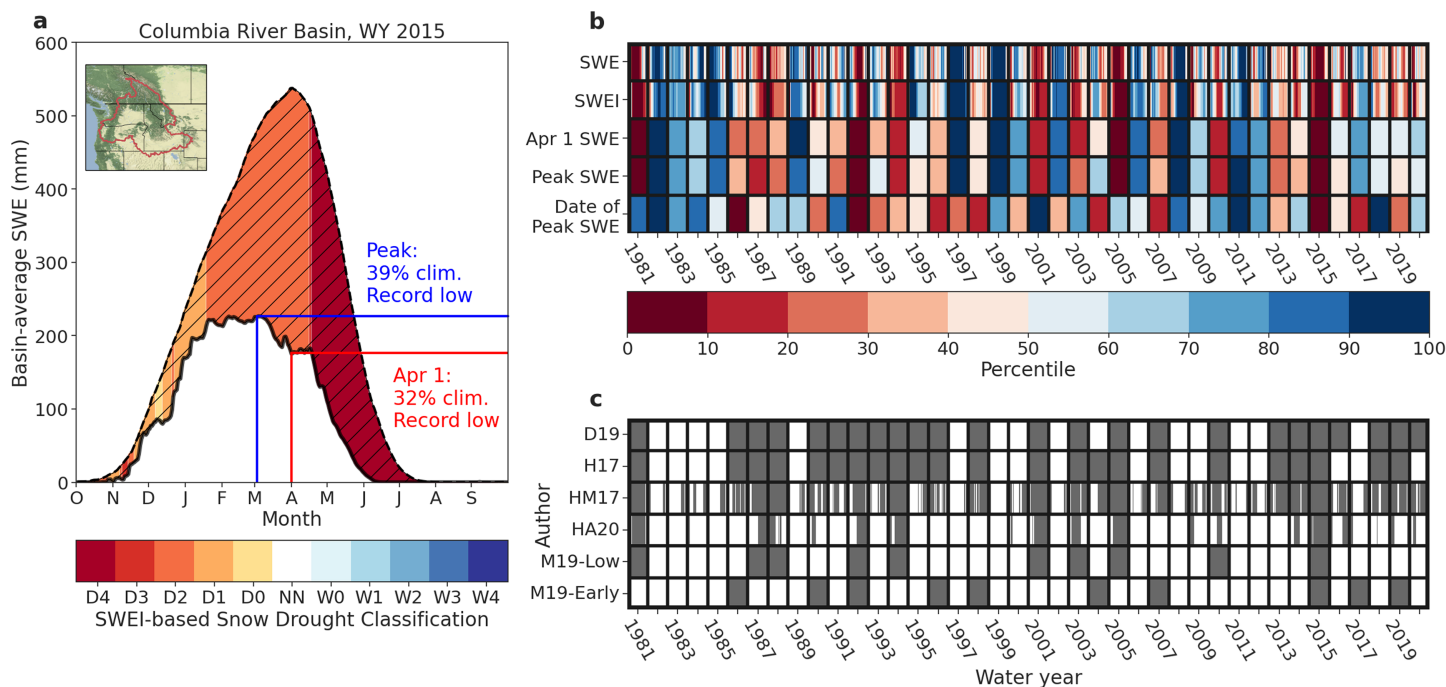 a
Columbia River Basin, WY 2015
Basin-average SWE (mm)
600
500
400
300
200
100
0
Peak:
39% clim.
Record low
Apr 1:
32% clim.
Record low
O N D J F M A M J J A S
Month
D4 D3 D2 D1 D0 NN W0 W1 W2 W3 W4
SWEI-based Snow Drought Classification
b
SWE
SWEI
Apr 1 SWE
Peak SWE
Date of
Peak SWE
1981 1983 1985 1987 1989 1991 1993 1995 1997 1999 2001 2003 2005 2007 2009 2011 2013 2015 2017 2019
0 10 20 30 40 50 60 70 80 90 100
Percentile
c
Author
D19
H17
HM17
HA20
M19-Low
M19-Early
1981 1983 1985 1987 1989 1991 1993 1995 1997 1999 2001 2003 2005 2007 2009 2011 2013 2015 2017 2019
Water year